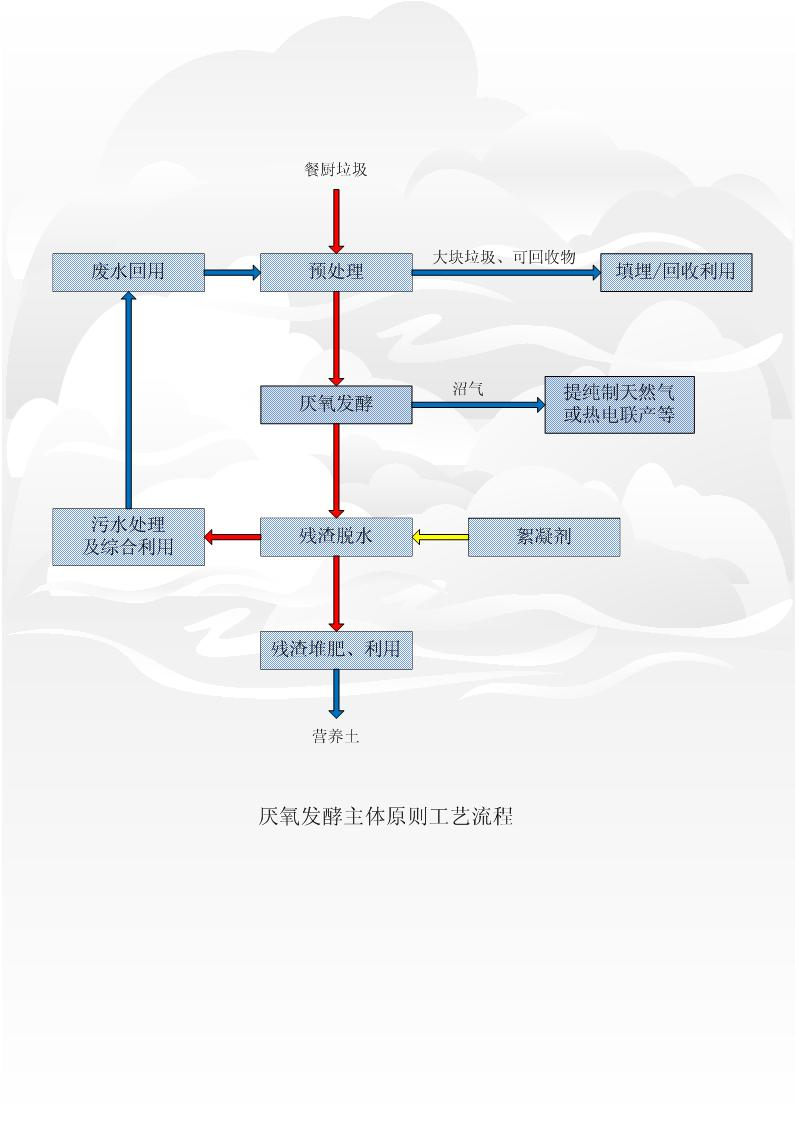 餐厨垃圾
废水回用
预处理
大块垃圾、可回收物
填埋/回收利用
厌氧发酵
沼气
提纯制天然气
或热电联产等
污水处理
及综合利用
残渣脱水
絮凝剂
残渣堆肥、利用
营养土
厌氧发酵主体原则工艺流程